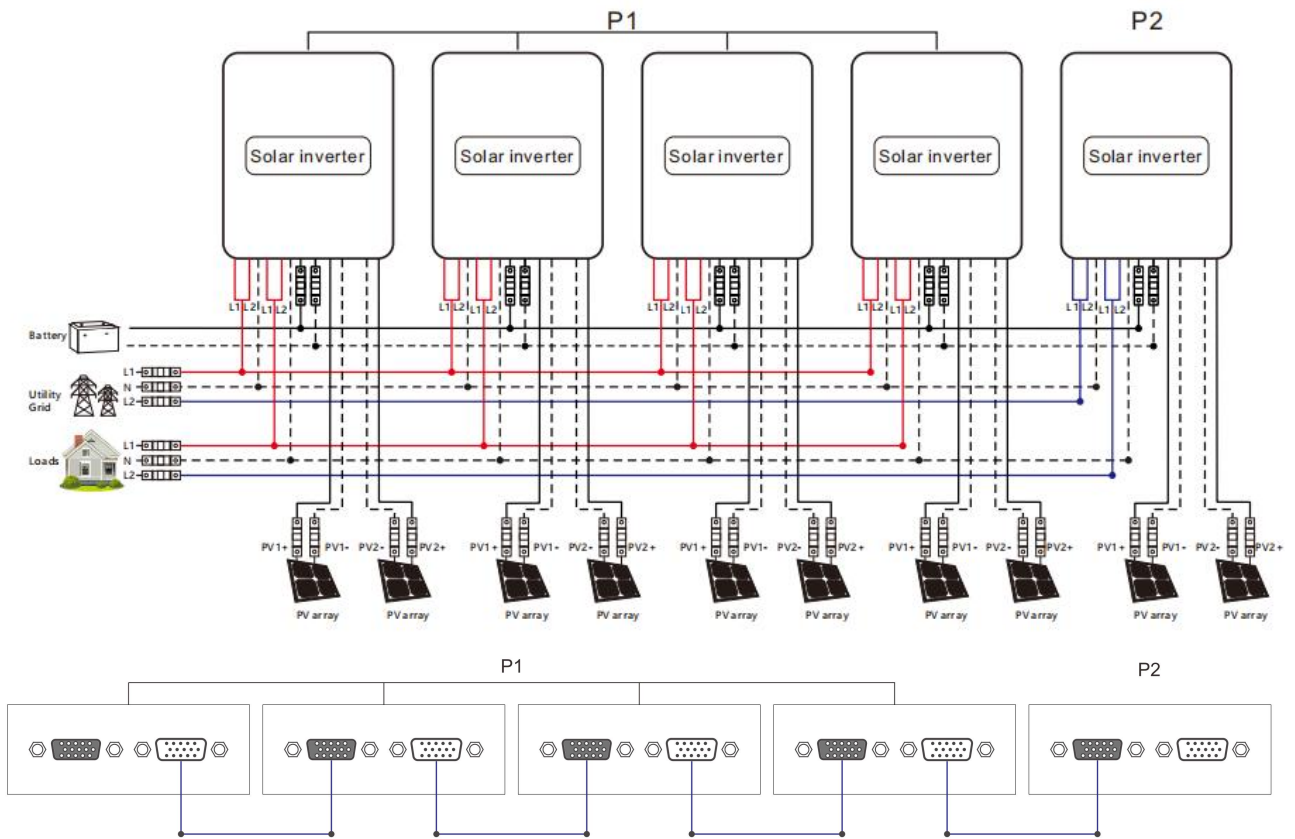 P1 P2
Solar inverter Solar inverter Solar inverter Solar inverter Solar inverter
L1 L2 L1 L2 L1 L2 L1 L2 L1 L2 L1 L2 L1 L2 L1 L2 L1 L2 L1 L2
Battery
L1
Utility N
Grid L2
L1
Loads N
L2
PV1+ PV1- PV2- PV2+ PV1+ PV1- PV2- PV2+ PV1+ PV1- PV2- PV2+ PV1+ PV1- PV2- PV2+ PV1+ PV1- PV2- PV2+
PV array PV array PV array PV array PV array PV array PV array PV array PV array PV array
P1 P2